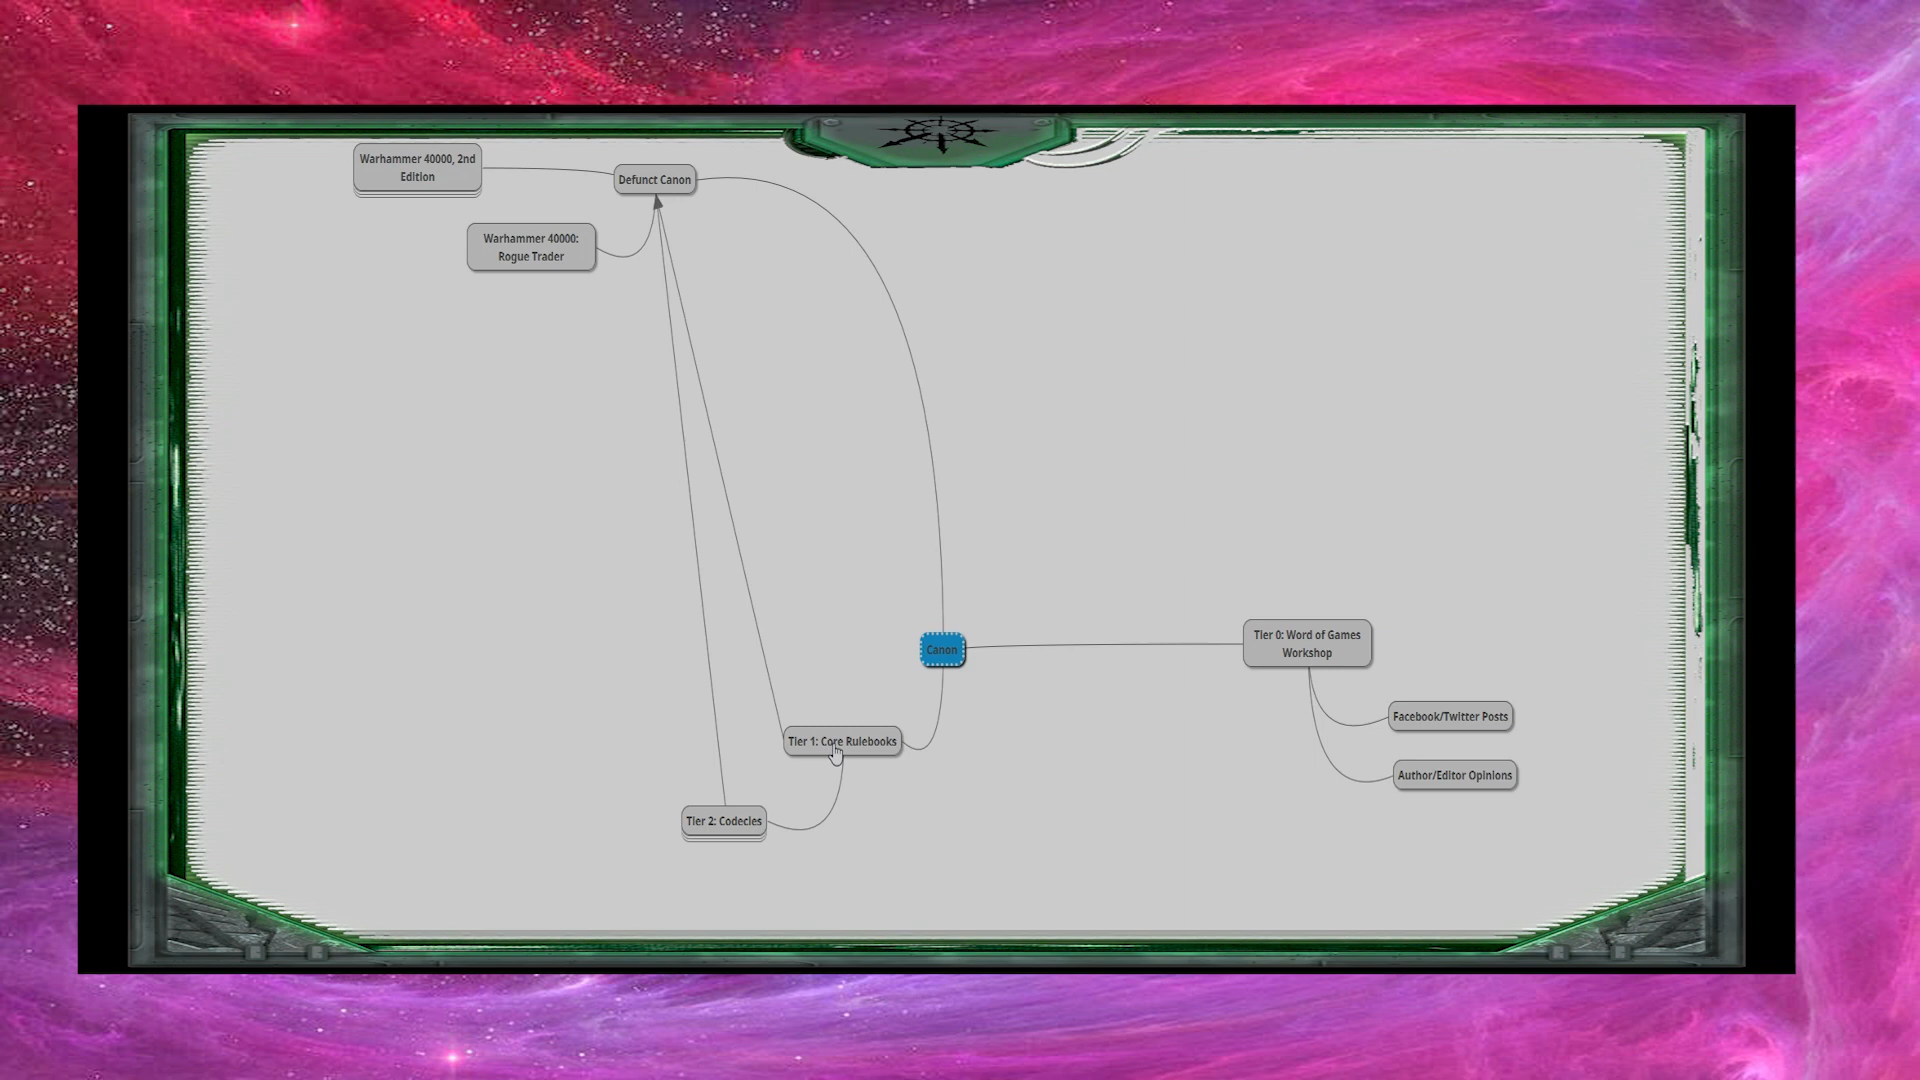 Warhammer 40000, 2nd
Edition
Defunct Canon
Warhammer 40000:
Rogue Trader
Canon
Tier 0: Word of Games
Workshop
Facebook/Twitter Posts
Tier 1: Core Rulebooks
Author/Editor Opinions
Tier 2: Codecies